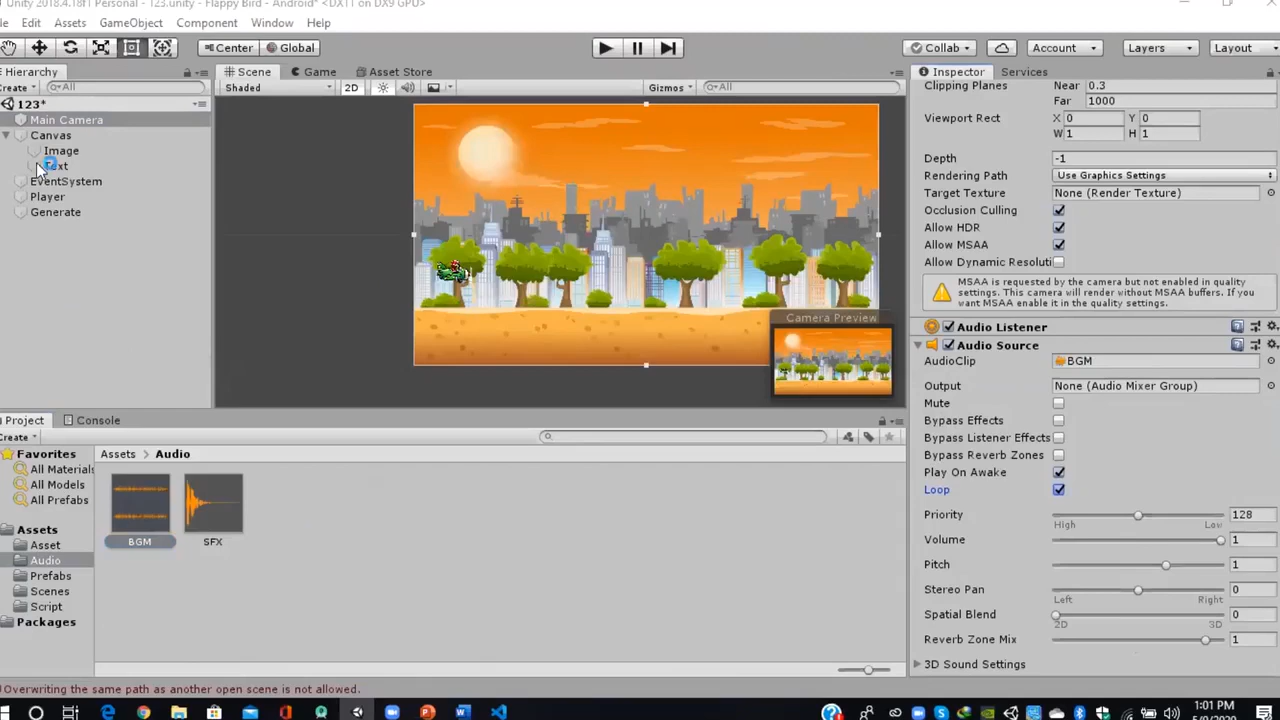 Unity 2018.4.18f1 Personal - 123.unity - Flappy Bird - Android* <DX11 on DX9 GPU>
Edit Assets GameObject Component Window Help
Center Global Collab Account Layers Layout
Hierarchy Scene Game Asset Store Inspector Services
Create All Shaded 2D Gizmos All
123*
Main Camera
Canvas
Image
Text
EventSystem
Player
Generate
Camera Preview
Clipping Planes Near 0.3
Far 1000
Viewport Rect X 0 Y 0
W 1 H 1
Depth -1
Rendering Path Use Graphics Settings
Target Texture None (Render Texture)
Occlusion Culling
Allow HDR
Allow MSAA
Allow Dynamic Resoluti
MSAA is requested by the camera but not enabled in quality
settings. This camera will render without MSAA buffers. If you
want MSAA enable it in the quality settings.
Audio Listener
Audio Source
AudioClip BGM
Output None (Audio Mixer Group)
Mute
Bypass Effects
Bypass Listener Effects
Bypass Reverb Zones
Play On Awake
Loop
Priority 128
High Low
Volume 1
Pitch 1
Stereo Pan 0
Left Right
Spatial Blend 0
2D 3D
Reverb Zone Mix 1
3D Sound Settings
Project Console
Create
Favorites
All Materials
All Models
All Prefabs
Assets
Asset
Audio
Prefabs
Scenes
Script
Packages
Assets > Audio
BGM SFX
Overwriting the same path as another open scene is not allowed.
1:01 PM